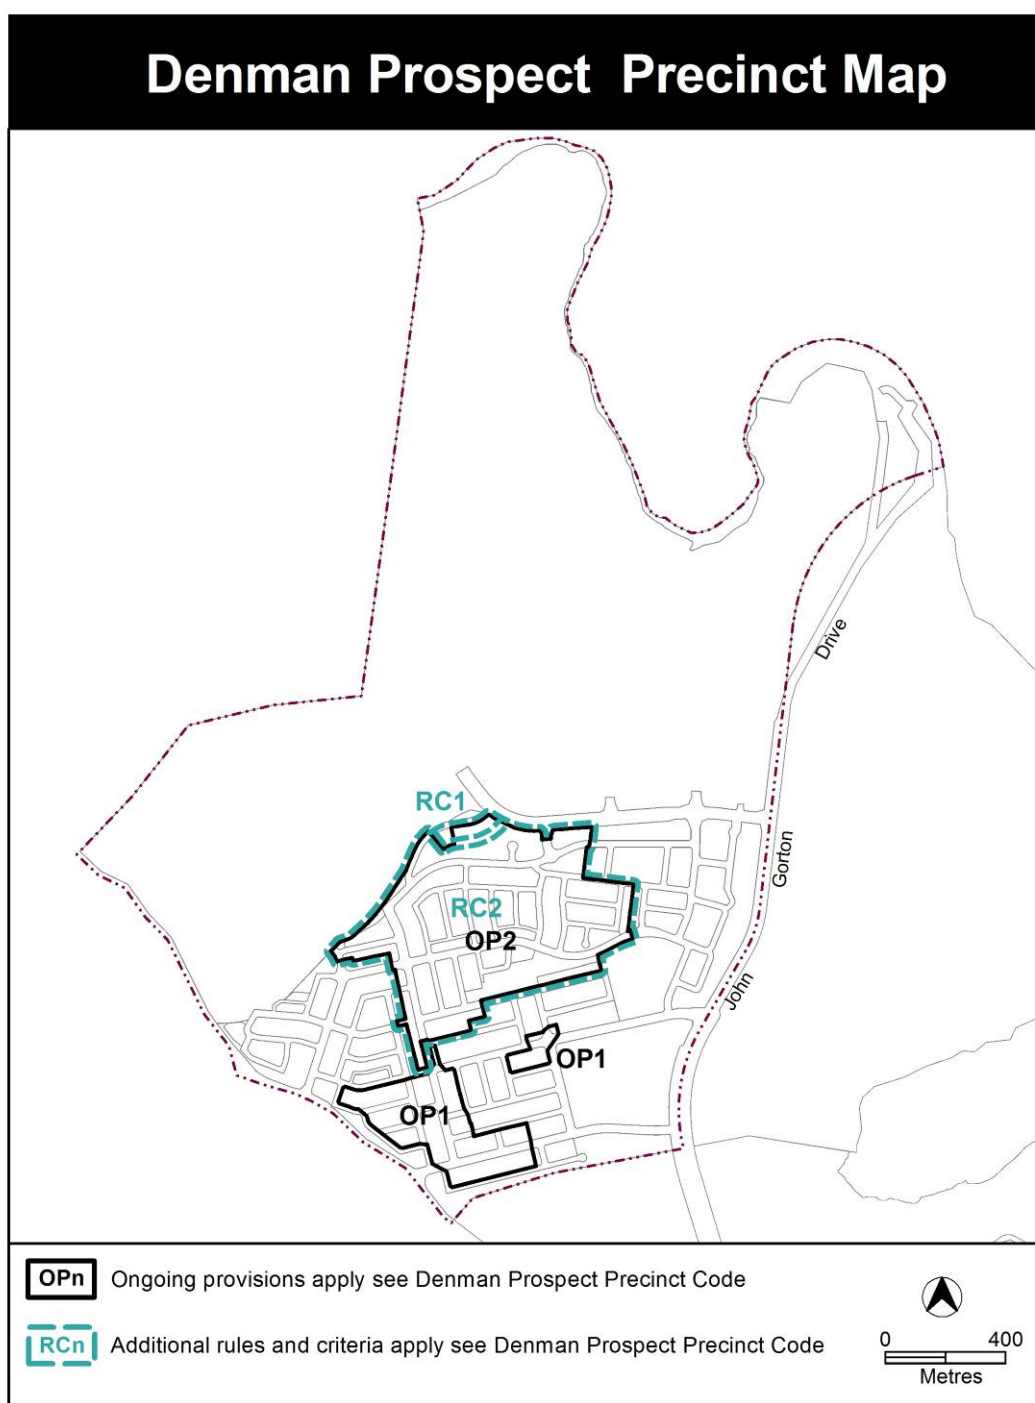 Denman Prospect Precinct Map
Drive
RC1
Gorton
RC2
OP2
John
OP1
OP1
OPn Ongoing provisions apply see Denman Prospect Precinct Code
RCn Additional rules and criteria apply see Denman Prospect Precinct Code
0 400
Metres